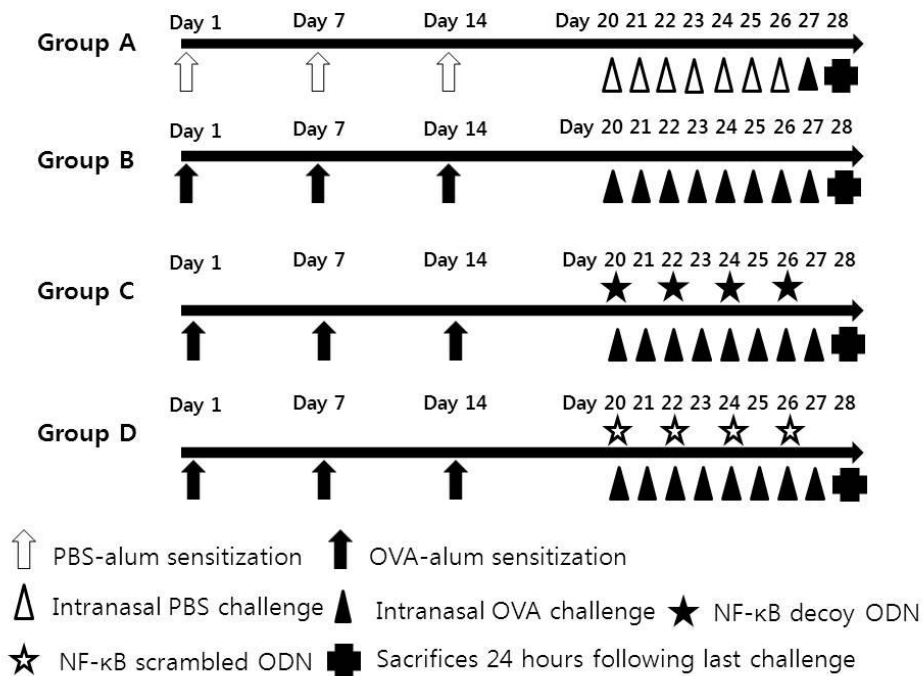 Day 1 Day 7 Day 14 Day 20 21 22 23 24 25 26 27 28
Group A
Day 1 Day 7 Day 14 Day 20 21 22 23 24 25 26 27 28
Group B
Day 1 Day 7 Day 14 Day 20 21 22 23 24 25 26 27 28
Group C
Day 1 Day 7 Day 14 Day 20 21 22 23 24 25 26 27 28
Group D
PBS-alum sensitization OVA-alum sensitization
Intranasal PBS challenge Intranasal OVA challenge NF-κB decoy ODN
NF-κB scrambled ODN Sacrifices 24 hours following last challenge